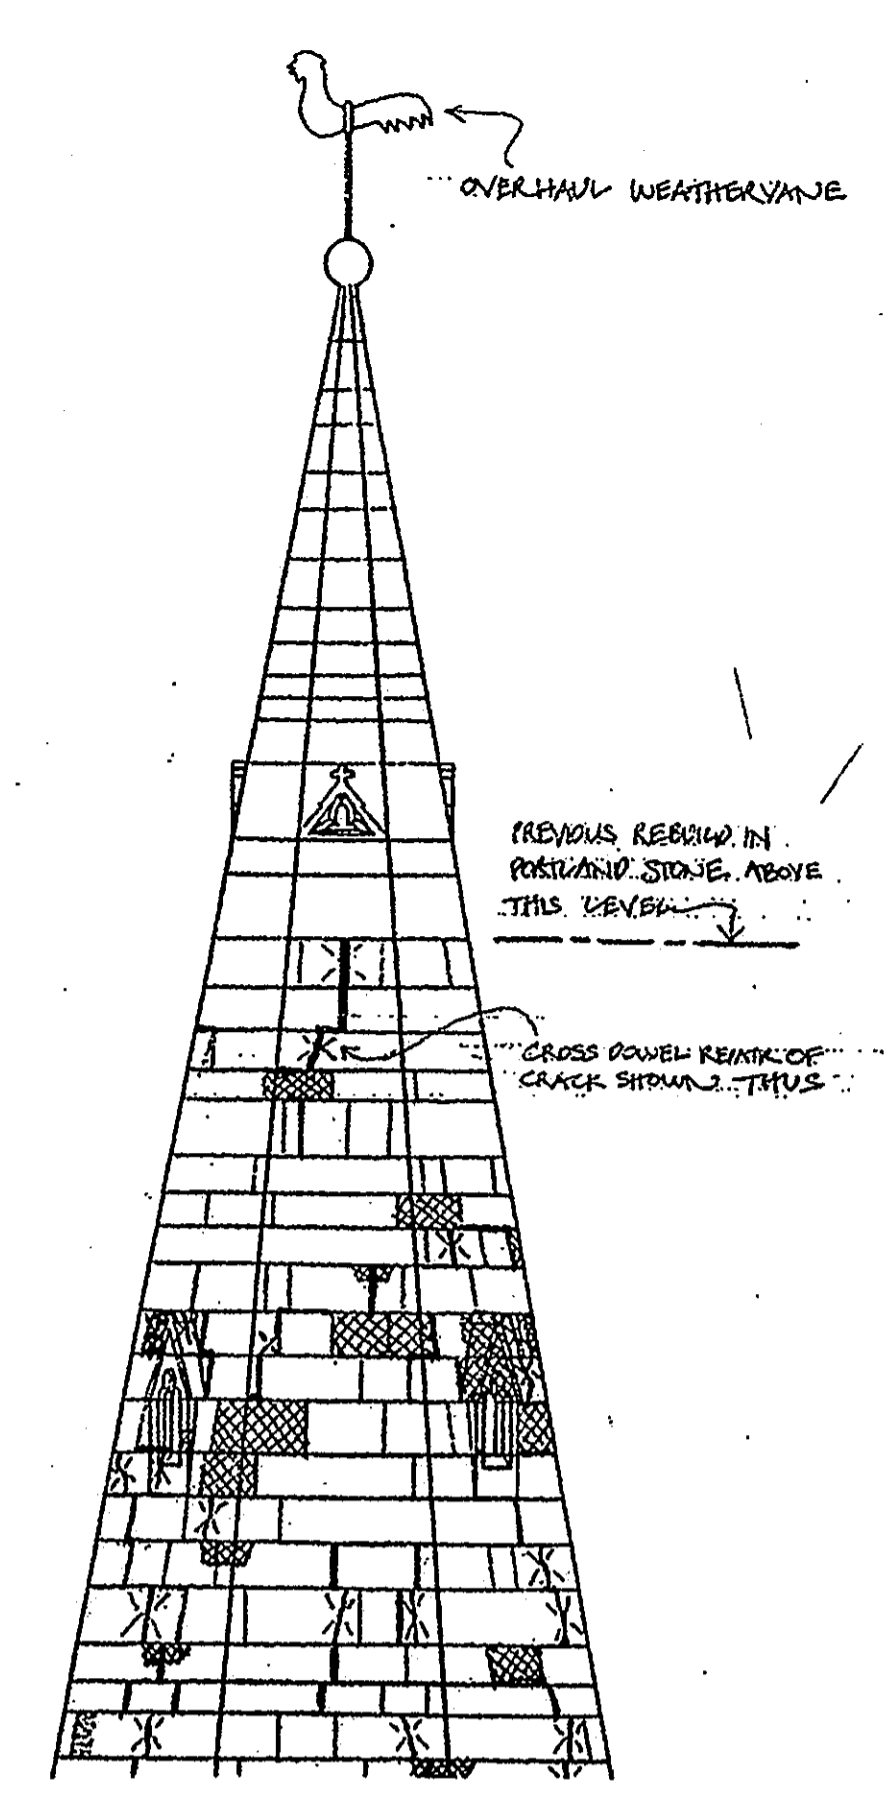 OVERHAUL WEATHERVANE
PREVIOUS REBUILD IN
PORTLAND STONE ABOVE
THIS LEVEL
CROSS DOWEL REPAIR OF
CRACK SHOWN THUS